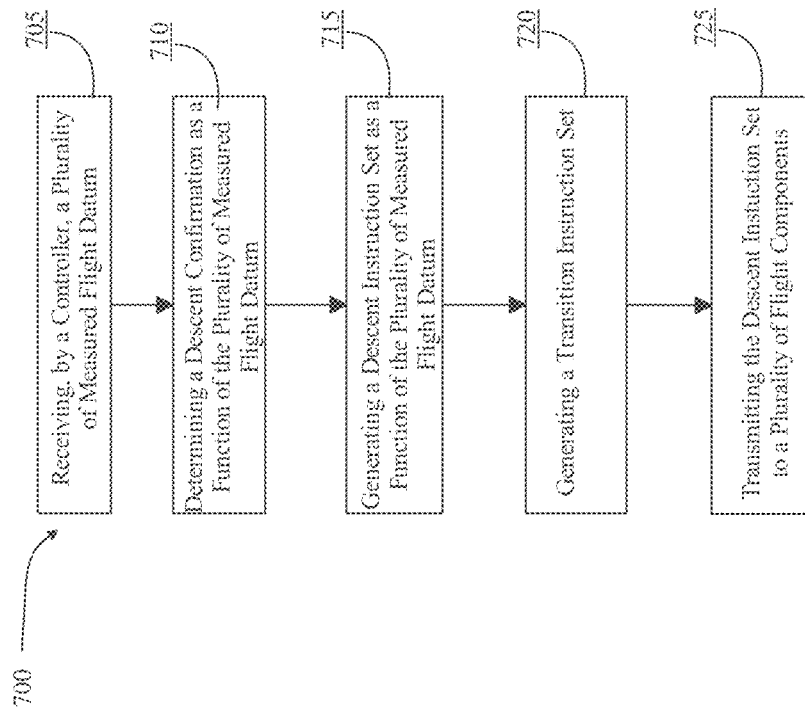 700
705
Receiving, by a Controller, a Plurality
of Measured Flight Datum
710
Determining a Descent Confirmation as a
Function of the Plurality of Measured
Flight Datum
715
Generating a Descent Instruction Set as a
Function of the Plurality of Measured
Flight Datum
720
Generating a Transition Instruction Set
725
Transmitting the Descent Instuction Set
to a Plurality of Flight Components